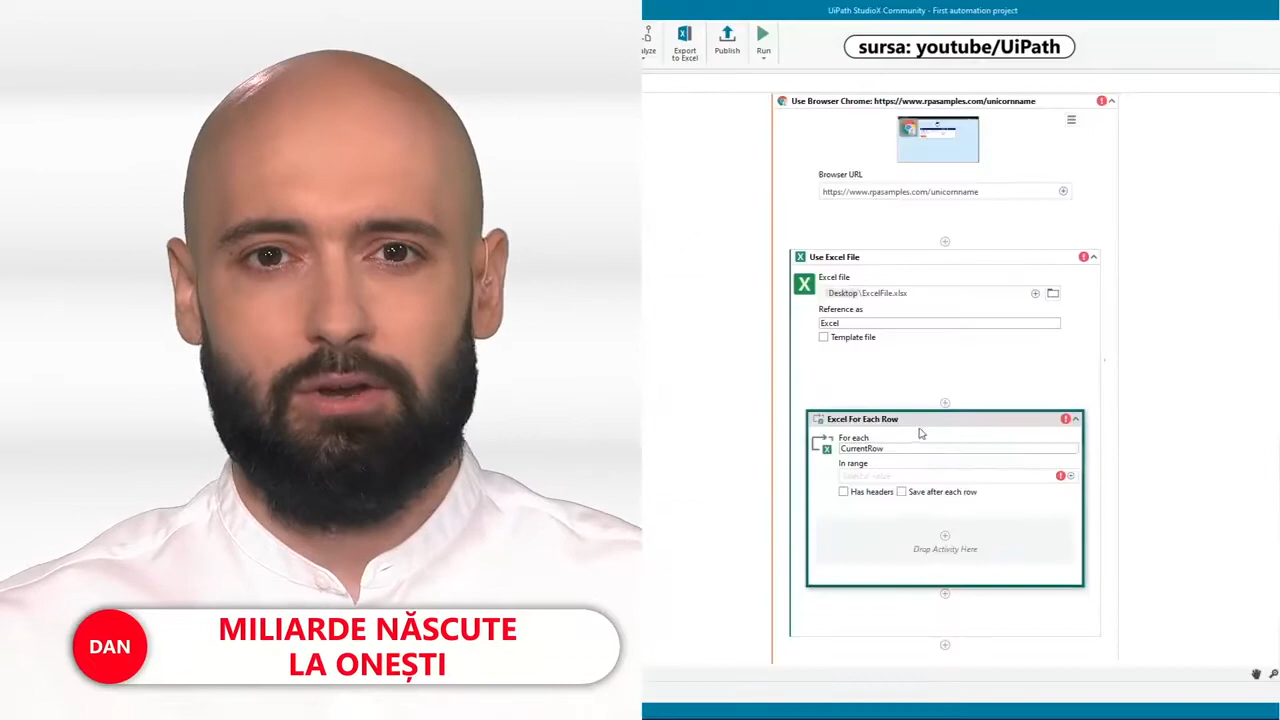 UiPath StudioX Community - First automation project
Export to Excel
Publish
Run
sursa: youtube/UiPath
Use Browser Chrome: https://www.rpasamples.com/unicornname
Browser URL
https://www.rpasamples.com/unicornname
Use Excel File
Excel file
Desktop\ExcelFile.xlsx
Reference as
Excel
Template file
Excel For Each Row
For each
CurrentRow
In range
Has headers
Save after each row
Drop Activity Here
DAN
MILIARDE NĂSCUTE
LA ONEȘTI